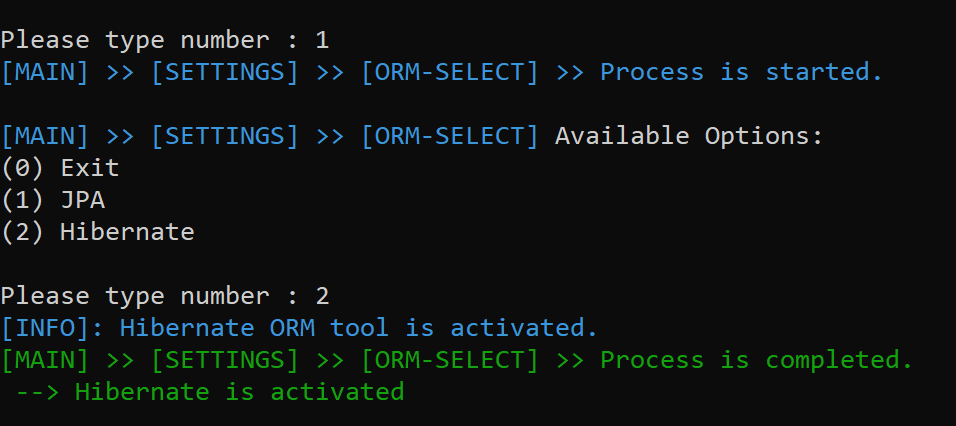 Please type number : 1
[MAIN] >> [SETTINGS] >> [ORM-SELECT] >> Process is started.
[MAIN] >> [SETTINGS] >> [ORM-SELECT] Available Options:
(0) Exit
(1) JPA
(2) Hibernate
Please type number : 2
[INFO]: Hibernate ORM tool is activated.
[MAIN] >> [SETTINGS] >> [ORM-SELECT] >> Process is completed.
--> Hibernate is activated